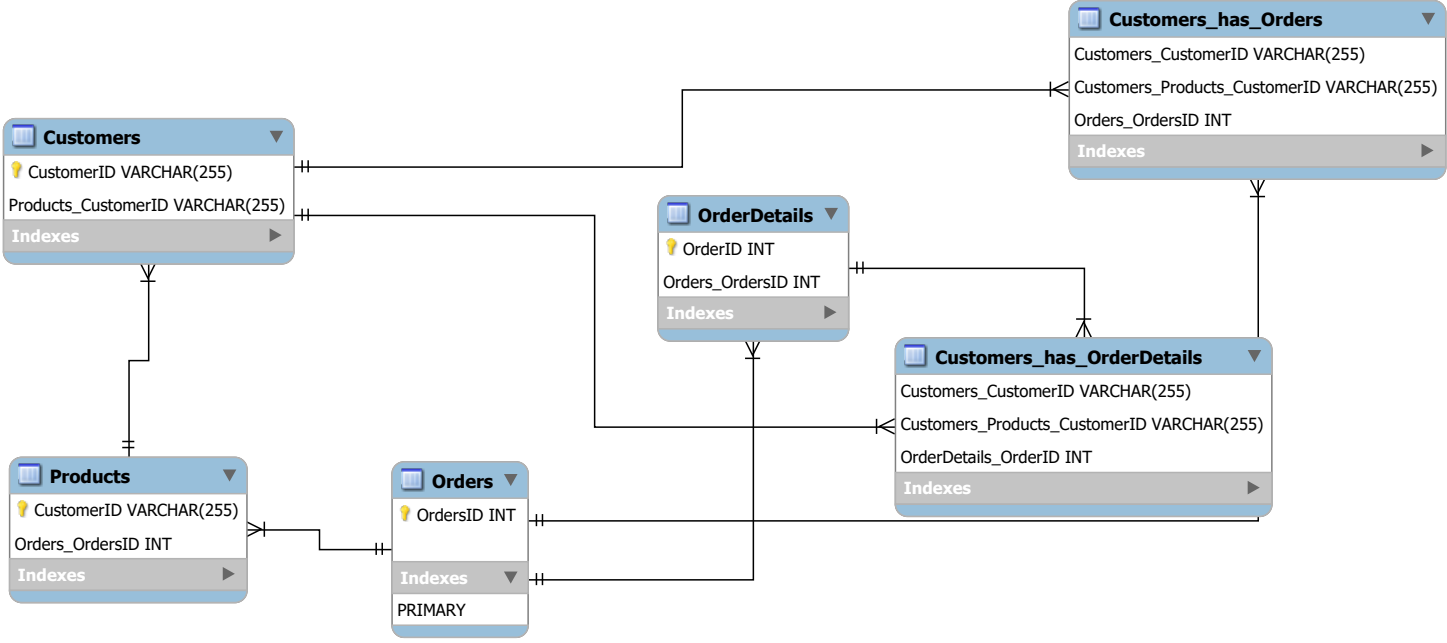 Customers_has_Orders
Customers_CustomerID VARCHAR(255)
Customers_Products_CustomerID VARCHAR(255)
Orders_OrdersID INT
Indexes
Customers
CustomerID VARCHAR(255)
Products_CustomerID VARCHAR(255)
Indexes
OrderDetails
OrderID INT
Orders_OrdersID INT
Indexes
Customers_has_OrderDetails
Customers_CustomerID VARCHAR(255)
Customers_Products_CustomerID VARCHAR(255)
OrderDetails_OrderID INT
Indexes
Products
CustomerID VARCHAR(255)
Orders_OrdersID INT
Indexes
Orders
OrdersID INT
Indexes
PRIMARY